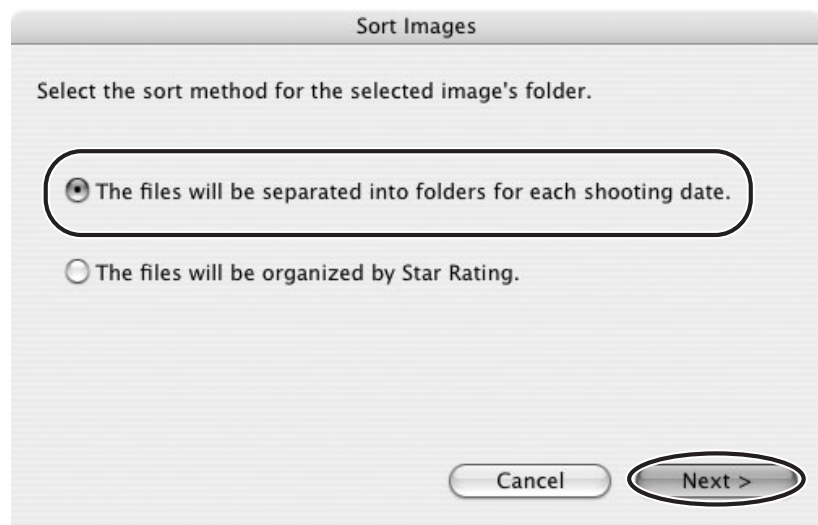 Sort Images
Select the sort method for the selected image's folder.
The files will be separated into folders for each shooting date.
The files will be organized by Star Rating.
Cancel Next >